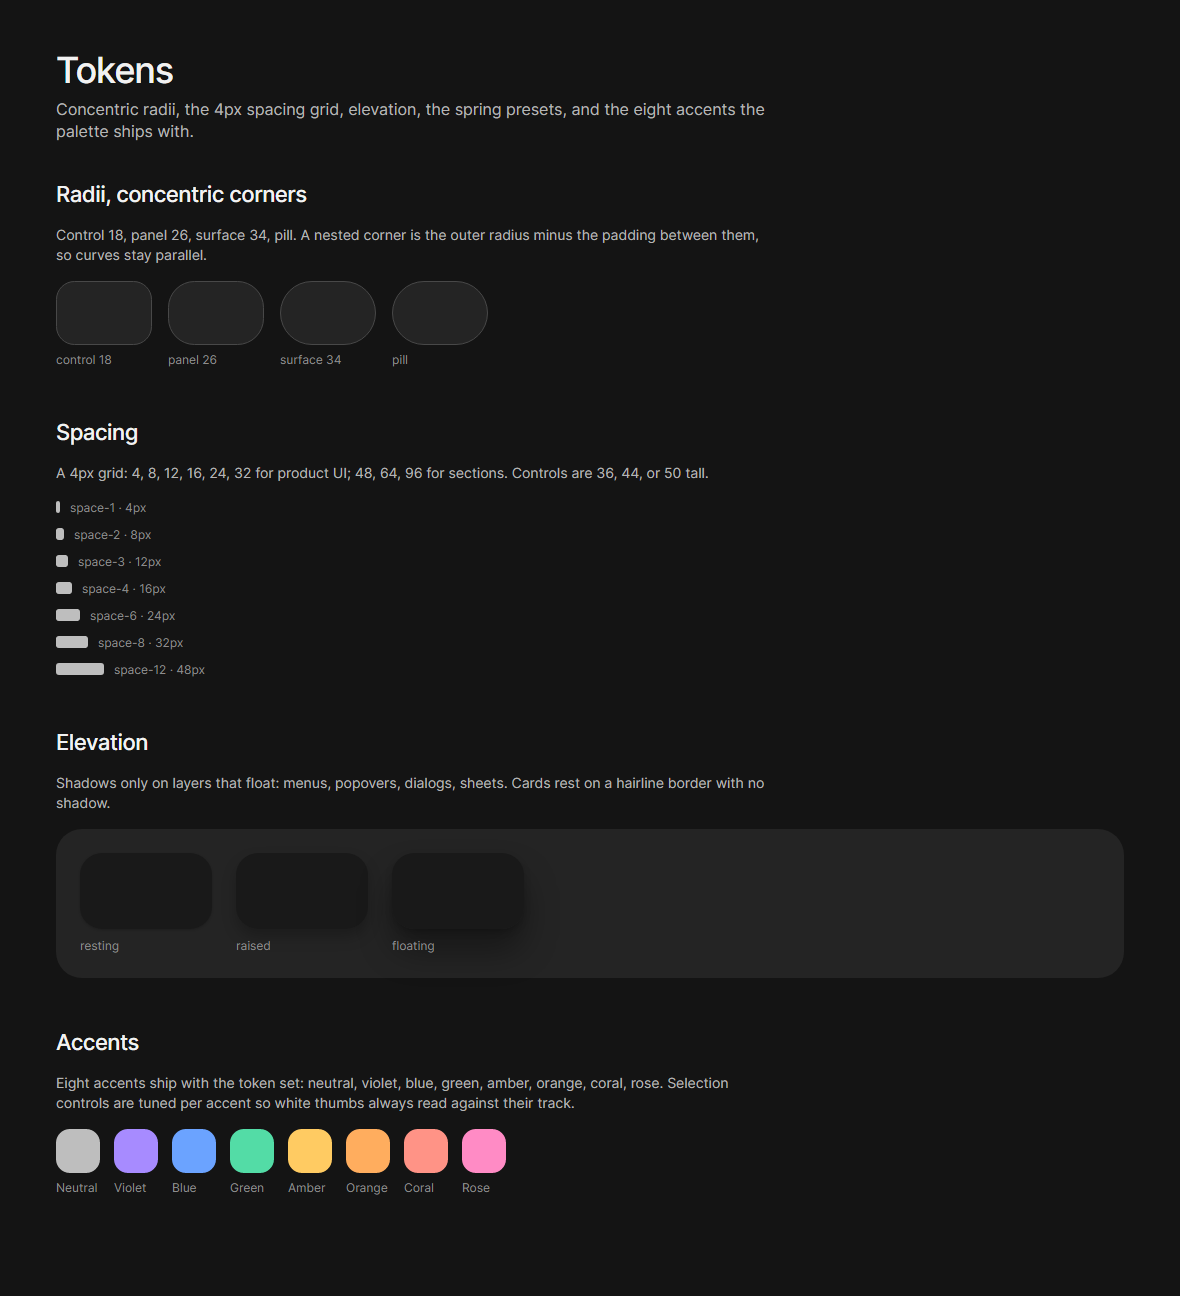 Tokens
Concentric radii, the 4px spacing grid, elevation, the spring presets, and the eight accents the
palette ships with.
Radii, concentric corners
Control 18, panel 26, surface 34, pill. A nested corner is the outer radius minus the padding between them,
so curves stay parallel.
control 18
panel 26
surface 34
pill
Spacing
A 4px grid: 4, 8, 12, 16, 24, 32 for product UI; 48, 64, 96 for sections. Controls are 36, 44, or 50 tall.
space-1 · 4px
space-2 · 8px
space-3 · 12px
space-4 · 16px
space-6 · 24px
space-8 · 32px
space-12 · 48px
Elevation
Shadows only on layers that float: menus, popovers, dialogs, sheets. Cards rest on a hairline border with no
shadow.
resting
raised
floating
Accents
Eight accents ship with the token set: neutral, violet, blue, green, amber, orange, coral, rose. Selection
controls are tuned per accent so white thumbs always read against their track.
Neutral
Violet
Blue
Green
Amber
Orange
Coral
Rose